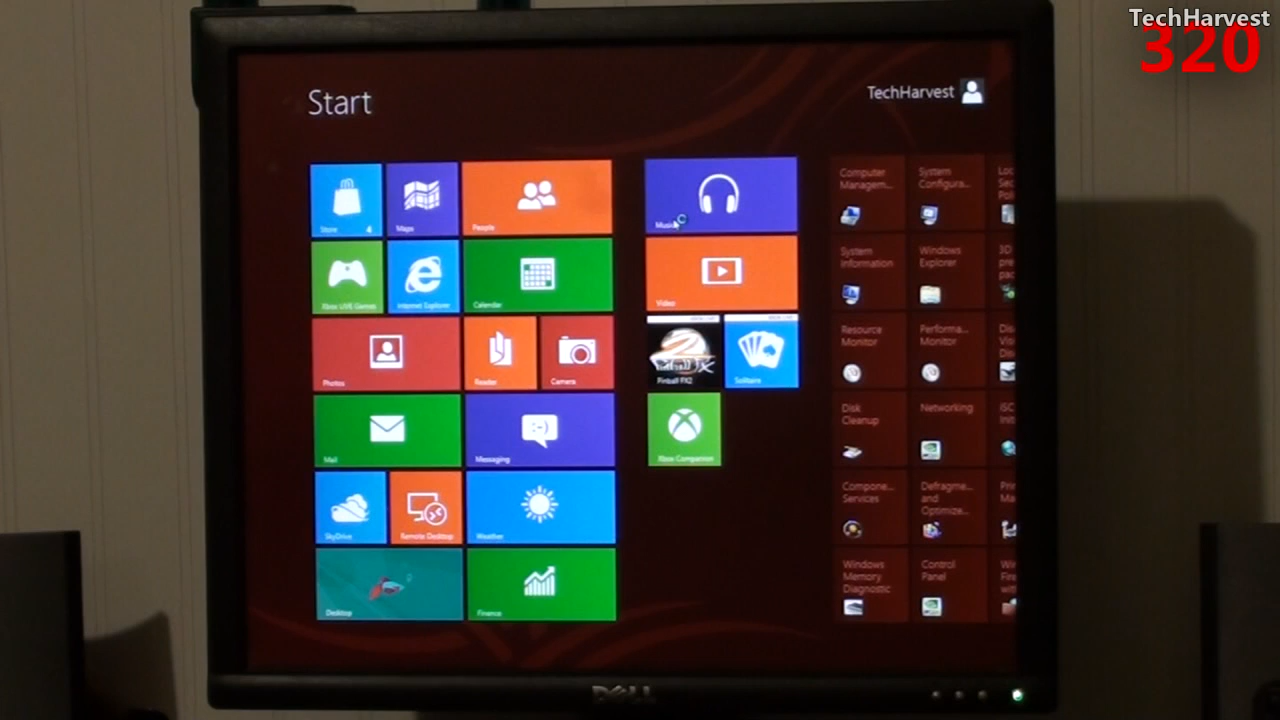 TechHarvest
320
Start
TechHarvest
Store 4
Maps
People
Music
Xbox LIVE Games
Internet Explorer
Calendar
Video
Photos
Reader
Camera
Pinball FX2
Solitaire
Mail
Messaging
Xbox Companion
SkyDrive
Remote Desktop
Weather
Desktop
Finance
Computer
Managem...
System
Configura...
System
Information
Windows
Explorer
3D
Resource
Monitor
Performa...
Monitor
Disk
Cleanup
Networking
Compone...
Services
Defragme...
and
Optimize...
Windows
Memory
Diagnostic
Control
Panel
DELL